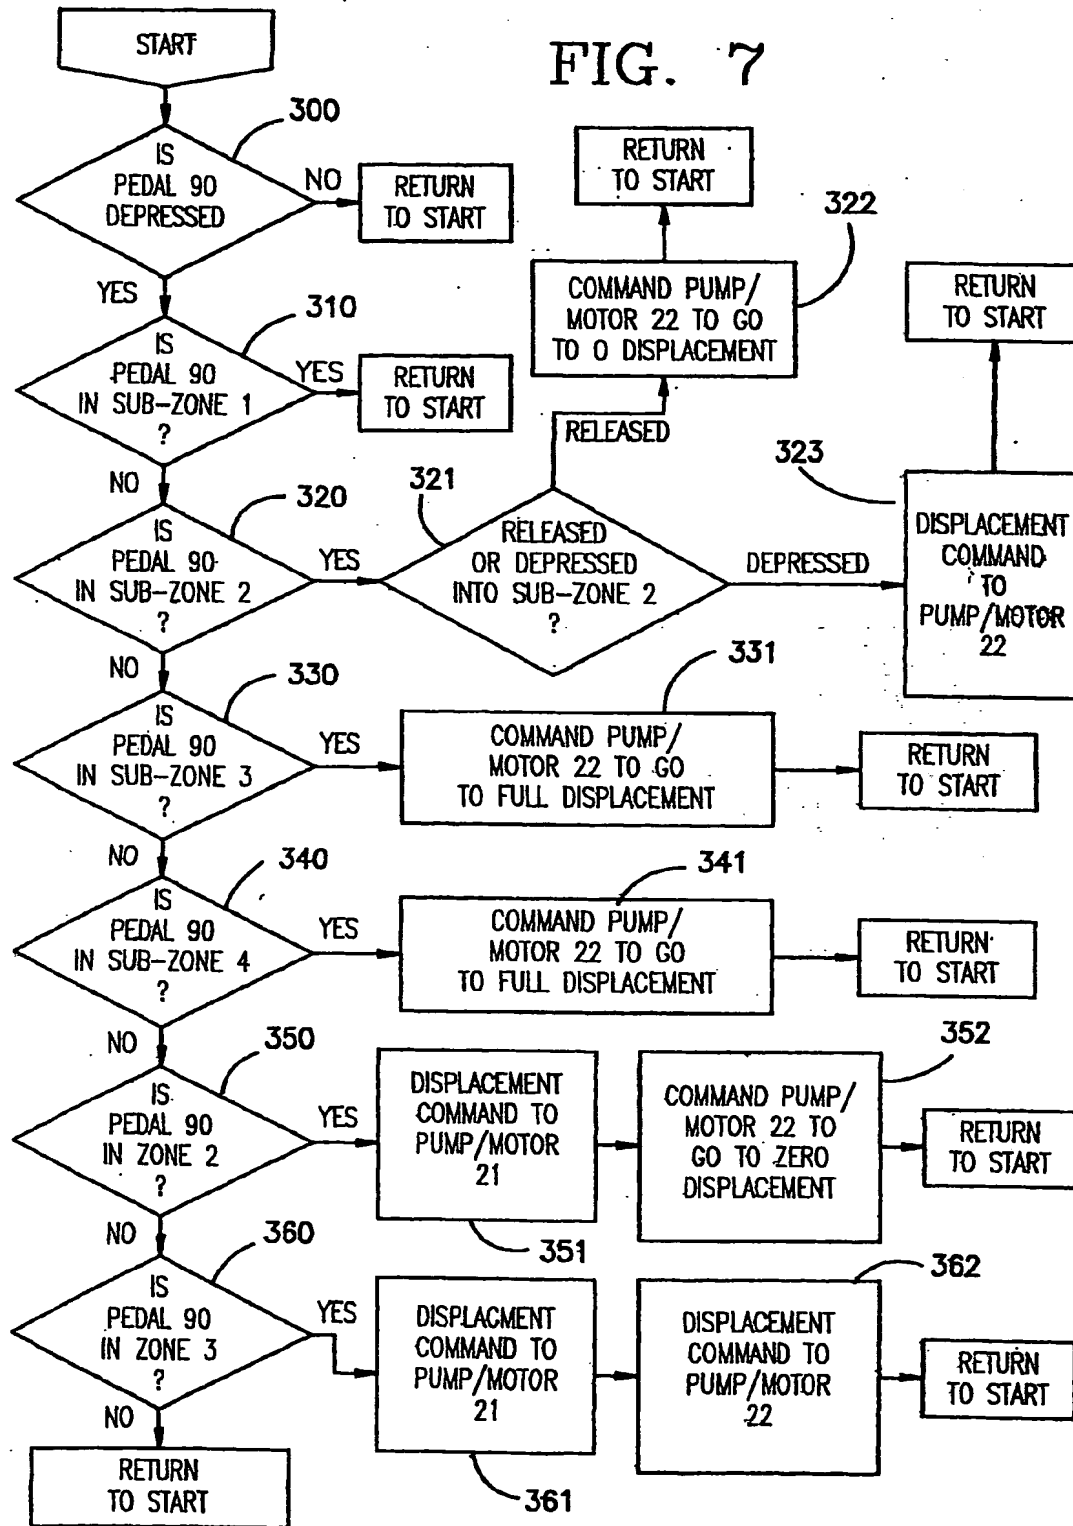 START
FIG. 7
300
IS
PEDAL 90
DEPRESSED
NO
RETURN
TO START
YES
310
IS
PEDAL 90
IN SUB-ZONE 1
?
YES
RETURN
TO START
NO
320
IS
PEDAL 90
IN SUB-ZONE 2
?
YES
321
RELEASED
OR DEPRESSED
INTO SUB-ZONE 2
?
RELEASED
322
COMMAND PUMP/
MOTOR 22 TO GO
TO 0 DISPLACEMENT
RETURN
TO START
DEPRESSED
323
DISPLACEMENT
COMMAND
TO
PUMP/MOTOR
22
RETURN
TO START
NO
330
IS
PEDAL 90
IN SUB-ZONE 3
?
YES
331
COMMAND PUMP/
MOTOR 22 TO GO
TO FULL DISPLACEMENT
RETURN
TO START
NO
340
IS
PEDAL 90
IN SUB-ZONE 4
?
YES
341
COMMAND PUMP/
MOTOR 22 TO GO
TO FULL DISPLACEMENT
RETURN
TO START
NO
350
IS
PEDAL 90
IN ZONE 2
?
YES
DISPLACEMENT
COMMAND TO
PUMP/MOTOR
21
351
352
COMMAND PUMP/
MOTOR 22 TO
GO TO ZERO
DISPLACEMENT
RETURN
TO START
NO
360
IS
PEDAL 90
IN ZONE 3
?
YES
DISPLACMENT
COMMAND TO
PUMP/MOTOR
21
361
362
DISPLACEMENT
COMMAND TO
PUMP/MOTOR
22
RETURN
TO START
NO
RETURN
TO START